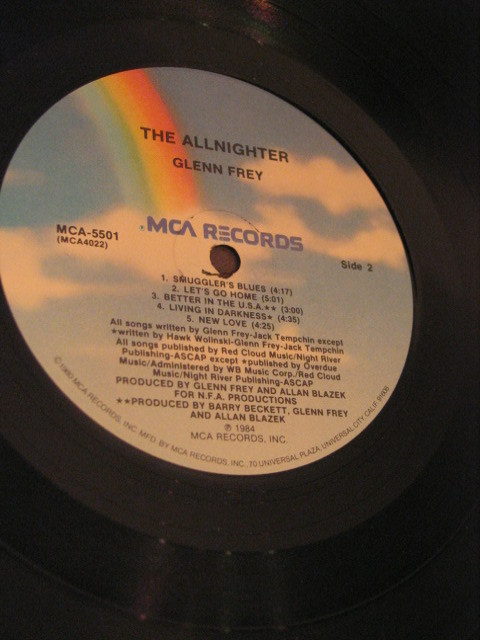 THE ALLNIGHTER
GLENN FREY
MCA-5501
(MCA4022)
MCA RECORDS
Side 2
1. SMUGGLER'S BLUES (4:17)
2. LET'S GO HOME (5:01)
3. BETTER IN THE U.S.A.★★ (3:00)
4. LIVING IN DARKNESS★ (4:35)
5. NEW LOVE (4:25)
All songs written by Glenn Frey-Jack Tempchin except
★written by Hawk Wolinski-Glenn Frey-Jack Tempchin
All songs published by Red Cloud Music/Night River
Publishing-ASCAP except ★published by Overdue
Music/Administered by WB Music Corp./Red Cloud
Music/Night River Publishing-ASCAP
PRODUCED BY GLENN FREY AND ALLAN BLAZEK
FOR N.F.A. PRODUCTIONS
★★PRODUCED BY BARRY BECKETT, GLENN FREY
AND ALLAN BLAZEK
℗ 1984
MCA RECORDS, INC.
©1980 MCA RECORDS, INC. MFD. BY MCA RECORDS, INC., 70 UNIVERSAL PLAZA, UNIVERSAL CITY, CALIF. 91608